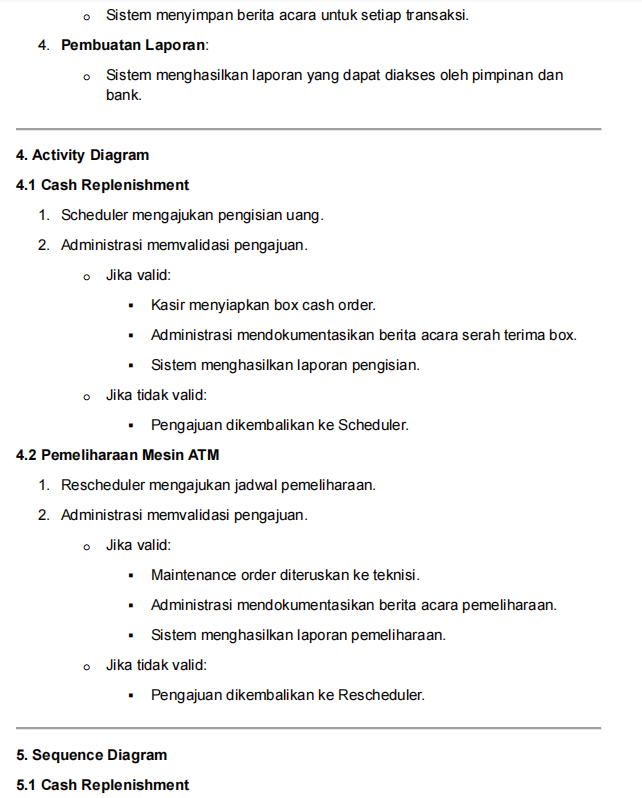 o Sistem menyimpan berita acara untuk setiap transaksi.
4. Pembuatan Laporan:
o Sistem menghasilkan laporan yang dapat diakses oleh pimpinan dan
bank.
4. Activity Diagram
4.1 Cash Replenishment
1. Scheduler mengajukan pengisian uang.
2. Administrasi memvalidasi pengajuan.
o Jika valid:
▪ Kasir menyiapkan box cash order.
▪ Administrasi mendokumentasikan berita acara serah terima box.
▪ Sistem menghasilkan laporan pengisian.
o Jika tidak valid:
▪ Pengajuan dikembalikan ke Scheduler.
4.2 Pemeliharaan Mesin ATM
1. Rescheduler mengajukan jadwal pemeliharaan.
2. Administrasi memvalidasi pengajuan.
o Jika valid:
▪ Maintenance order diteruskan ke teknisi.
▪ Administrasi mendokumentasikan berita acara pemeliharaan.
▪ Sistem menghasilkan laporan pemeliharaan.
o Jika tidak valid:
▪ Pengajuan dikembalikan ke Rescheduler.
5. Sequence Diagram
5.1 Cash Replenishment